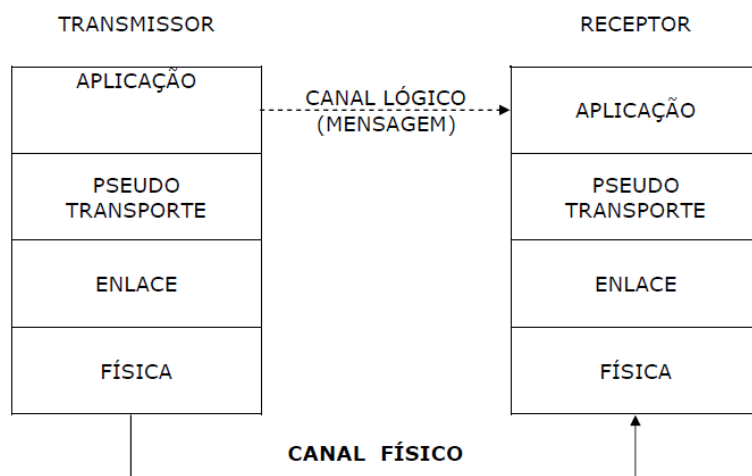 TRANSMISSOR
RECEPTOR
APLICAÇÃO
CANAL LÓGICO
(MENSAGEM)
APLICAÇÃO
PSEUDO
TRANSPORTE
PSEUDO
TRANSPORTE
ENLACE
ENLACE
FÍSICA
FÍSICA
CANAL FÍSICO